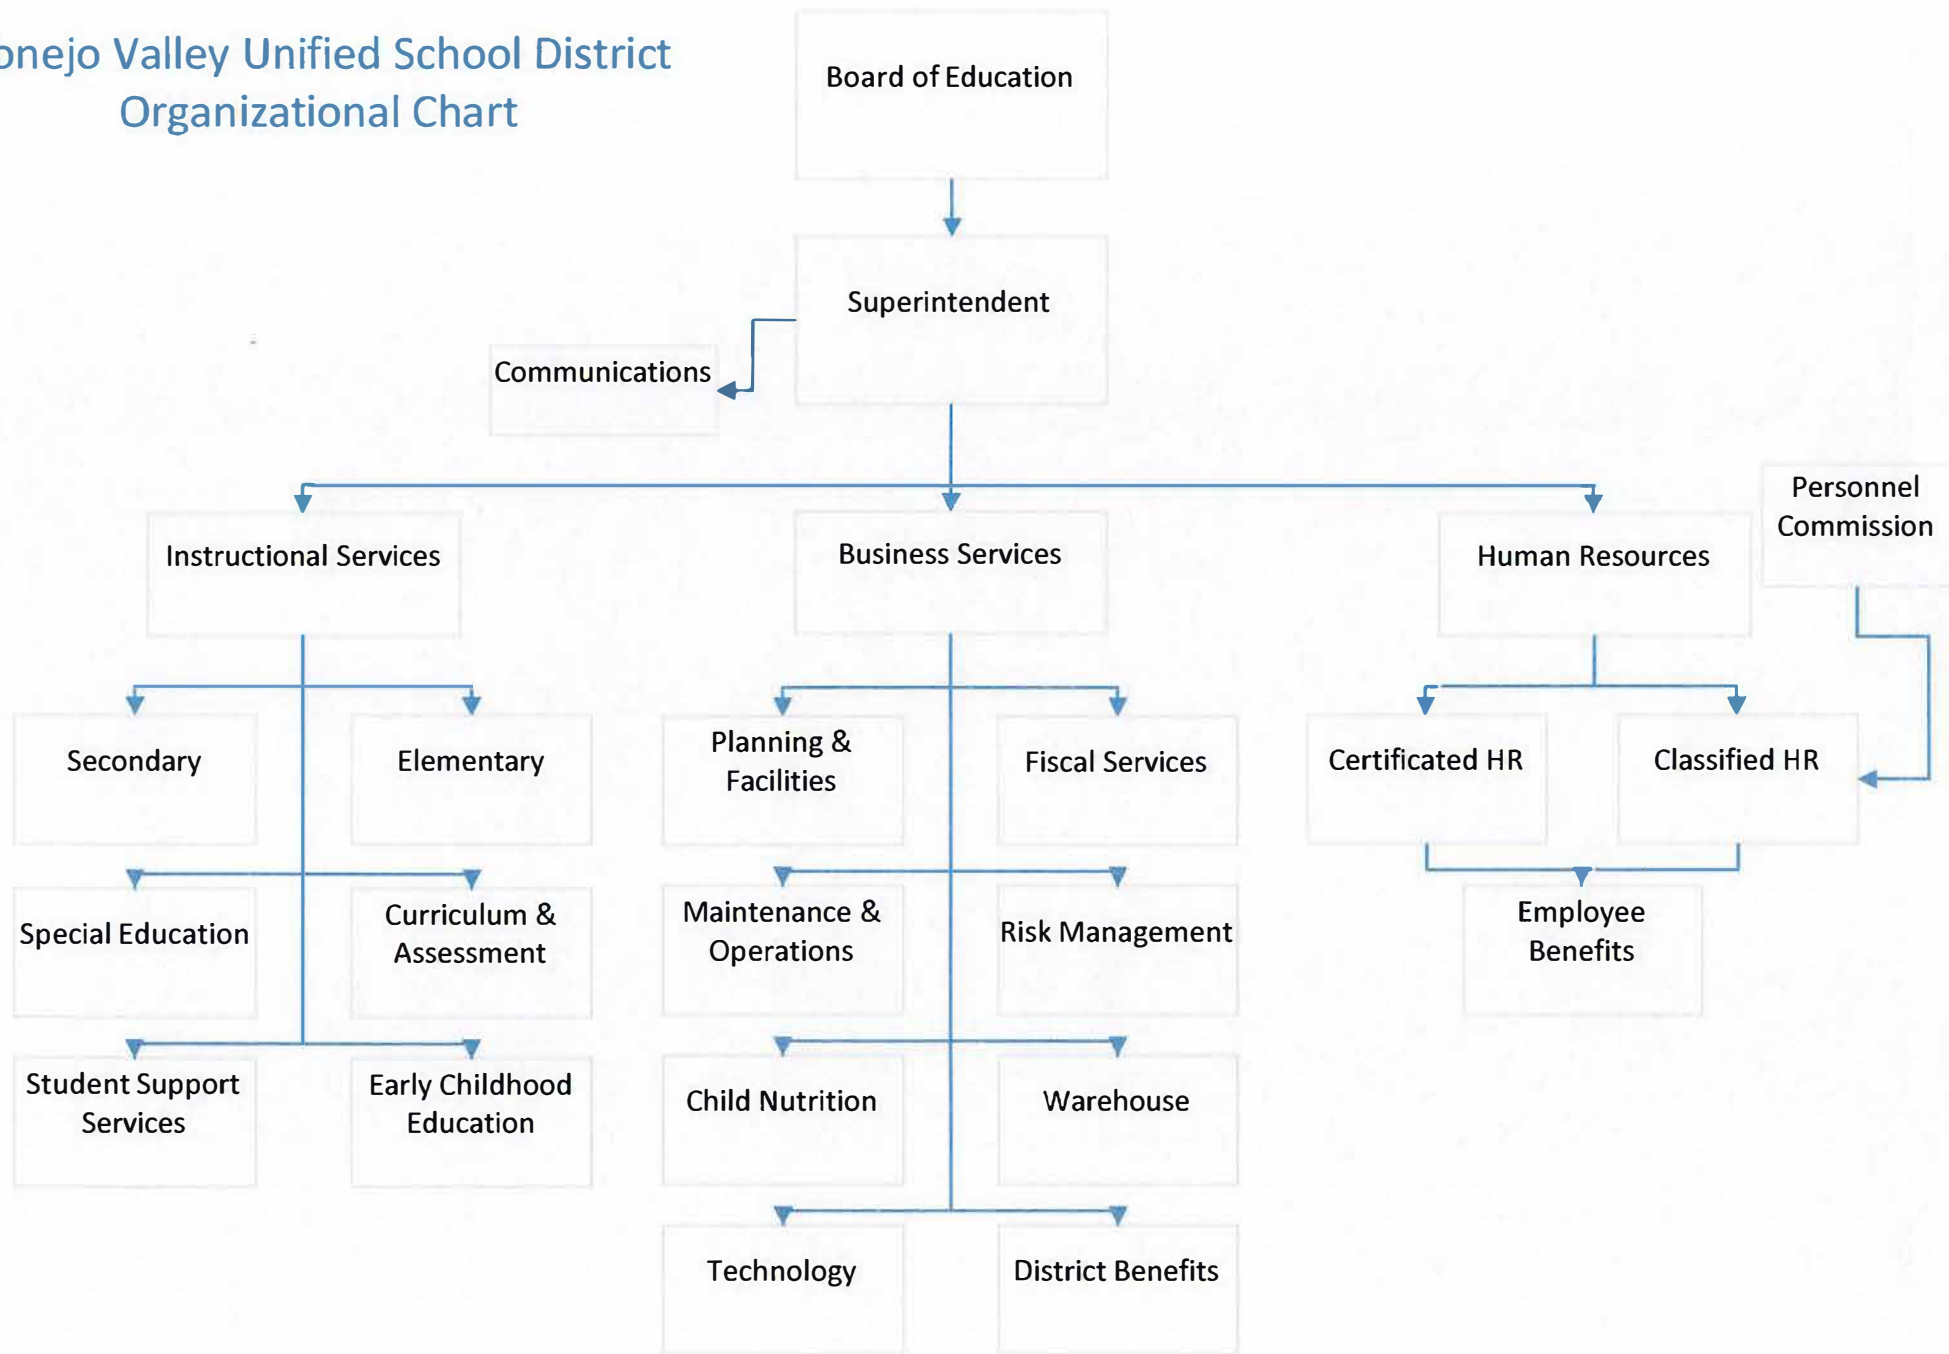 onejo Valley Unified School District
Organizational Chart
Board of Education
Superintendent
Communications
Personnel
Commission
Instructional Services
Business Services
Human Resources
Secondary
Elementary
Planning &
Facilities
Fiscal Services
Certificated HR
Classified HR
Special Education
Curriculum &
Assessment
Maintenance &
Operations
Risk Management
Employee
Benefits
Student Support
Services
Early Childhood
Education
Child Nutrition
Warehouse
Technology
District Benefits